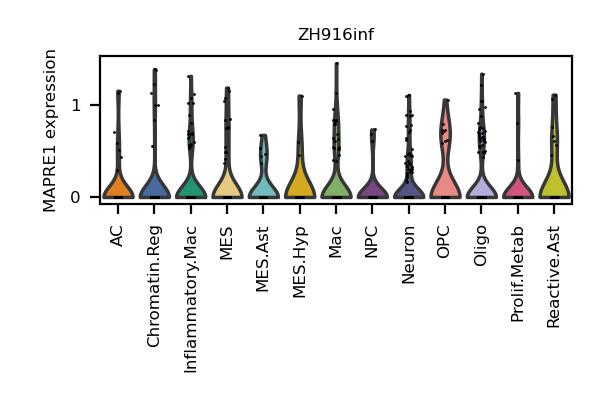 ZH916inf
MAPRE1 expression
1
0
AC
Chromatin.Reg
Inflammatory.Mac
MES
MES.Ast
MES.Hyp
Mac
NPC
Neuron
OPC
Oligo
Prolif.Metab
Reactive.Ast